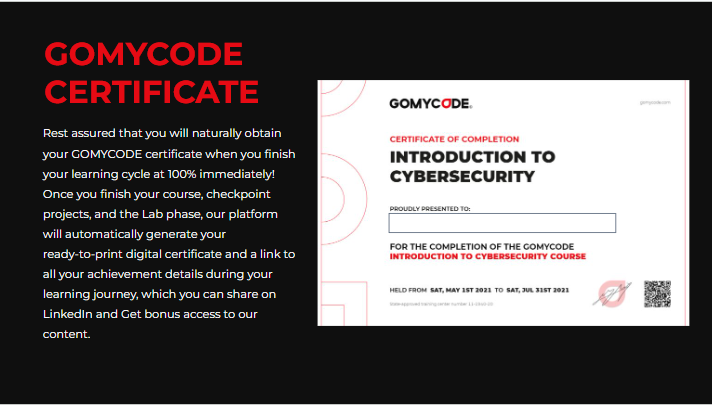 GOMYCODE
CERTIFICATE
Rest assured that you will naturally obtain
your GOMYCODE certificate when you finish
your learning cycle at 100% immediately!
Once you finish your course, checkpoint
projects, and the Lab phase, our platform
will automatically generate your
ready-to-print digital certificate and a link to
all your achievement details during your
learning journey, which you can share on
LinkedIn and Get bonus access to our
content.
GOMYCODE
gomycode.com
CERTIFICATE OF COMPLETION
INTRODUCTION TO
CYBERSECURITY
PROUDLY PRESENTED TO:
FOR THE COMPLETION OF THE GOMYCODE
INTRODUCTION TO CYBERSECURITY COURSE
HELD FROM SAT, MAY 1ST 2021 TO SAT, JUL 31ST 2021
State approved training center number